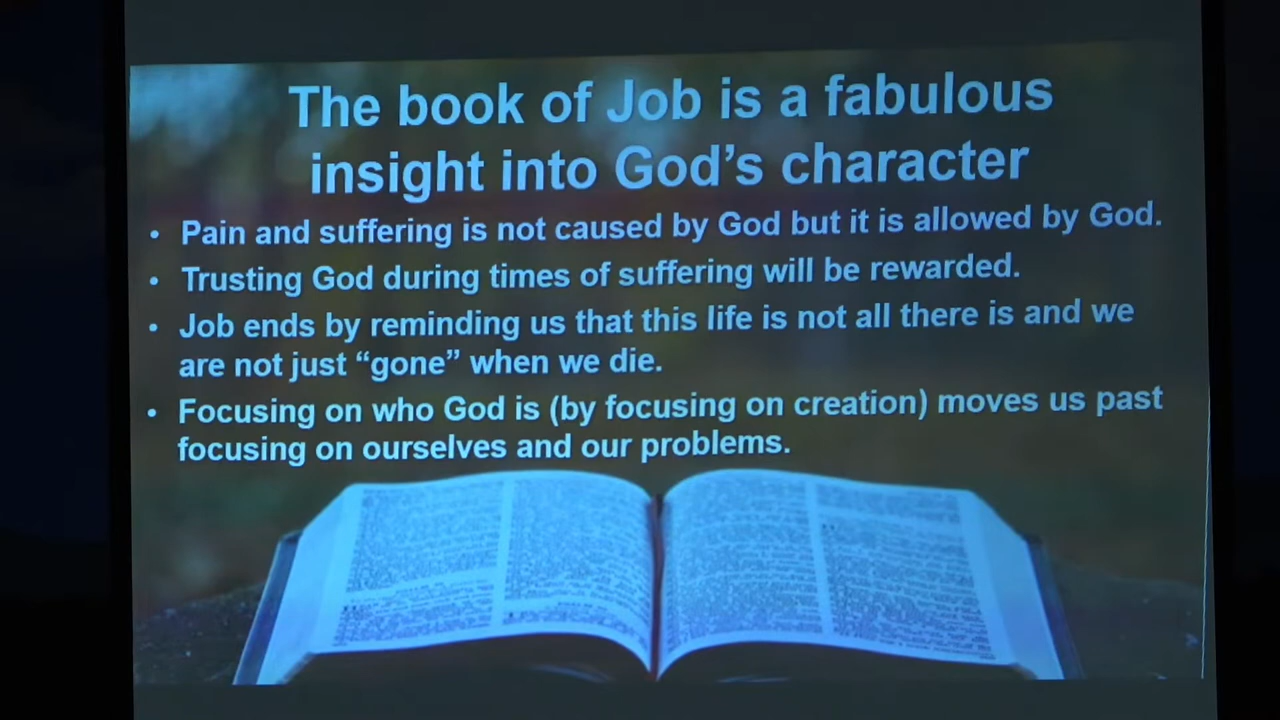 The book of Job is a fabulous
insight into God's character
• Pain and suffering is not caused by God but it is allowed by God.
• Trusting God during times of suffering will be rewarded.
• Job ends by reminding us that this life is not all there is and we
are not just “gone” when we die.
• Focusing on who God is (by focusing on creation) moves us past
focusing on ourselves and our problems.